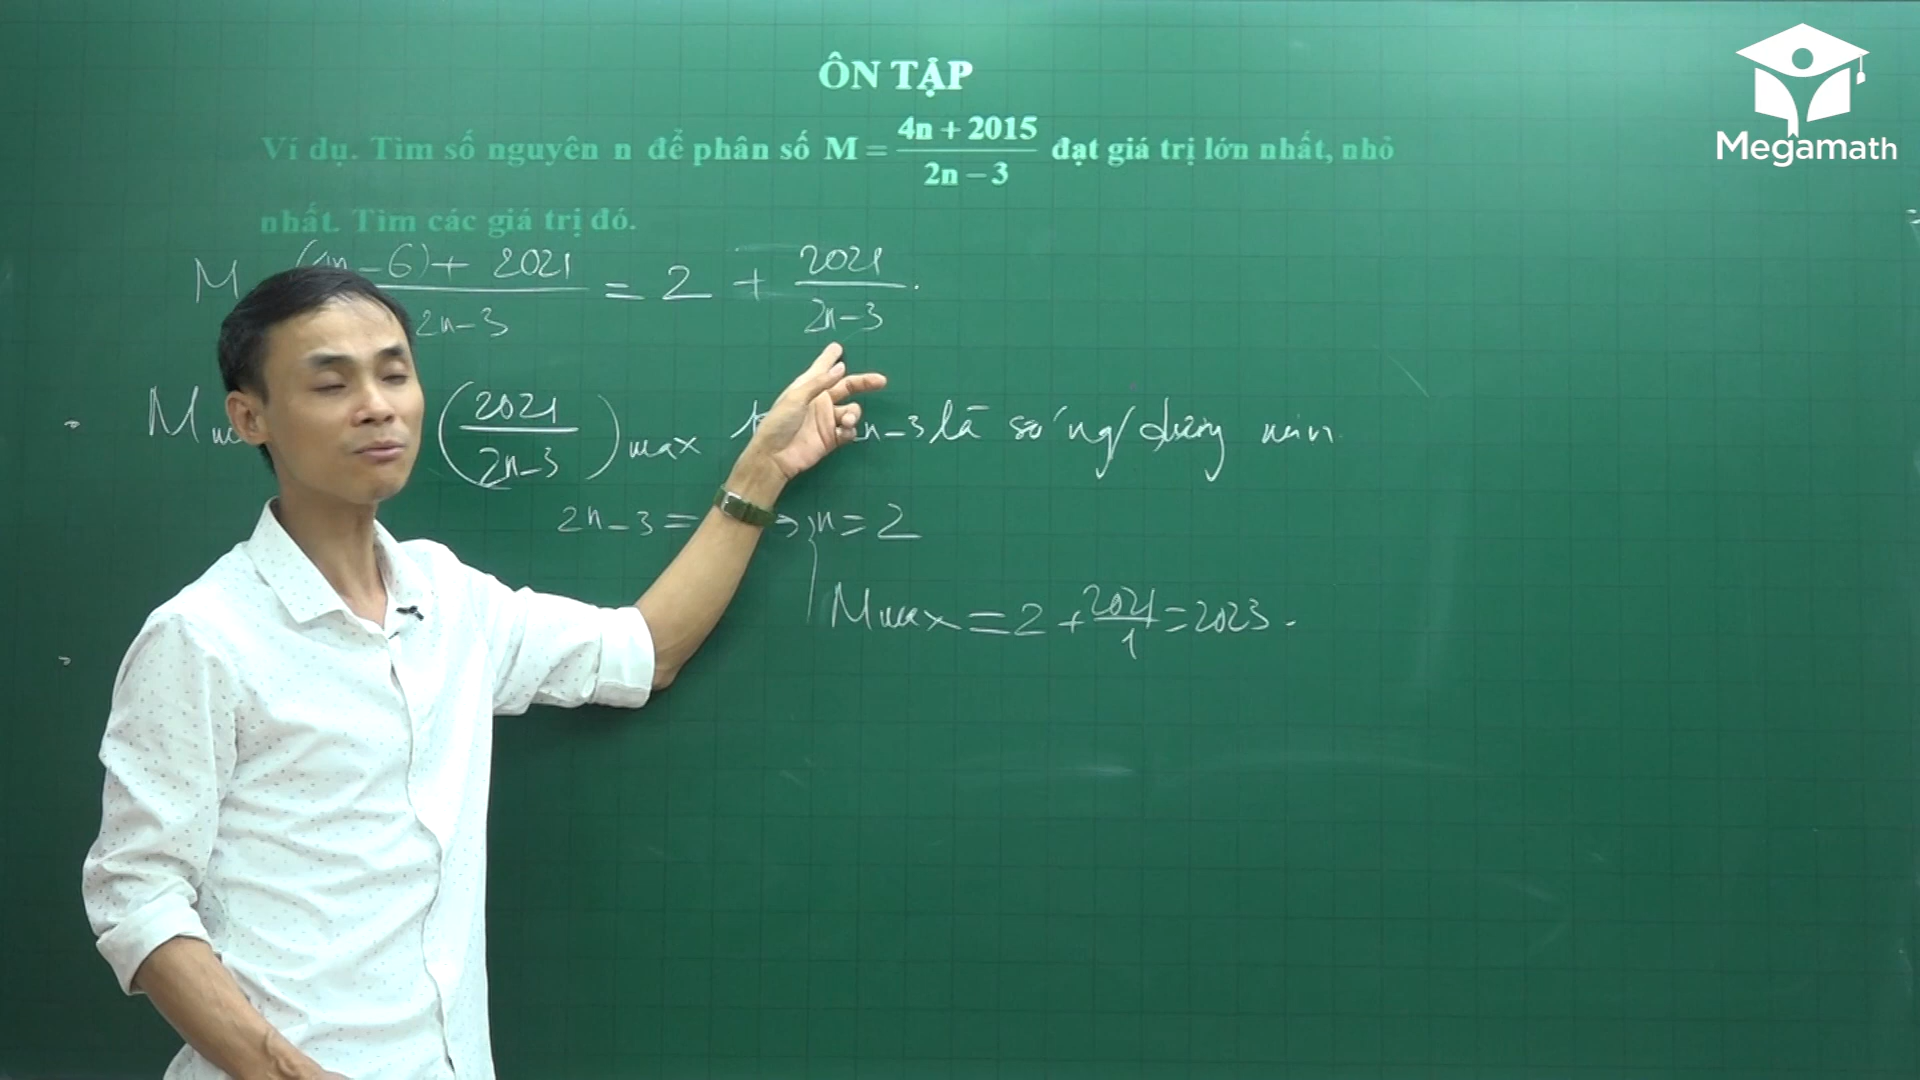 Megamath
ÔN TẬP
Ví dụ. Tìm số nguyên n để phân số M = 4n + 2015 / 2n – 3 đạt giá trị lớn nhất, nhỏ
nhất. Tìm các giá trị đó.
M (4n – 6) + 2021 / 2n – 3 = 2 + 2021 / 2n – 3 .
M (2021 / 2n – 3) max n – 3 là số ng/ dương min
2n – 3 = ⇒ n = 2
M max = 2 + 2021 / 1 = 2023 .